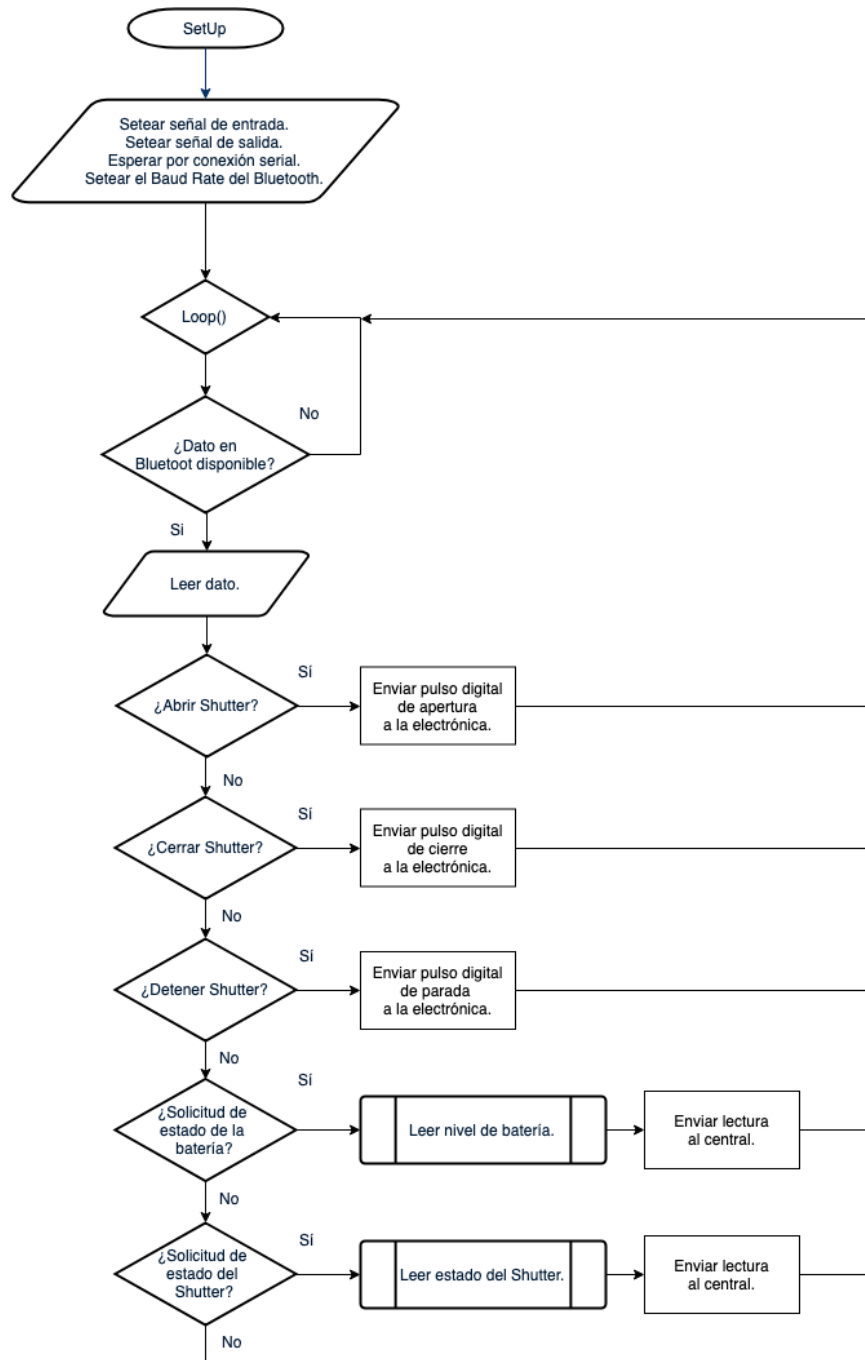 SetUp
Setear señal de entrada.
Setear señal de salida.
Esperar por conexión serial.
Setear el Baud Rate del Bluetooth.
Loop()
No
¿Dato en
Bluetoot disponible?
Si
Leer dato.
Sí
¿Abrir Shutter?
Enviar pulso digital
de apertura
a la electrónica.
No
Sí
¿Cerrar Shutter?
Enviar pulso digital
de cierre
a la electrónica.
No
Sí
¿Detener Shutter?
Enviar pulso digital
de parada
a la electrónica.
No
Sí
¿Solicitud de
estado de la
batería?
Leer nivel de batería.
Enviar lectura
al central.
No
Sí
¿Solicitud de
estado del
Shutter?
Leer estado del Shutter.
Enviar lectura
al central.
No